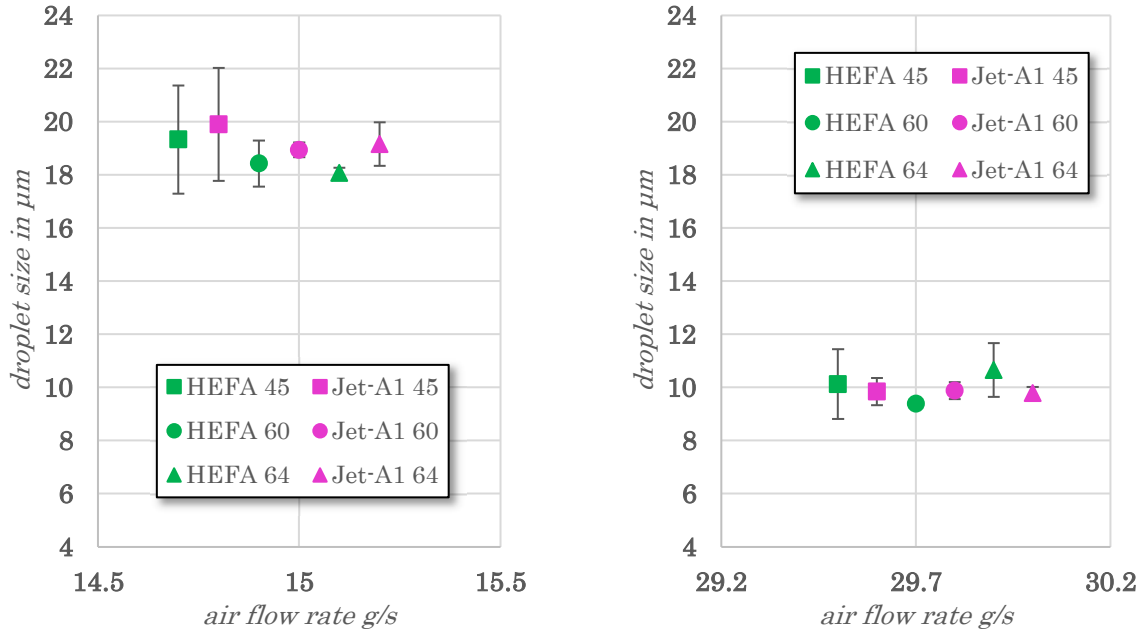 droplet size in µm
24
22
20
18
16
14
12
10
8
6
4
HEFA 45 Jet-A1 45
HEFA 60 Jet-A1 60
HEFA 64 Jet-A1 64
14.5 15 15.5
air flow rate g/s
droplet size in µm
24
22
20
18
16
14
12
10
8
6
4
HEFA 45 Jet-A1 45
HEFA 60 Jet-A1 60
HEFA 64 Jet-A1 64
29.2 29.7 30.2
air flow rate g/s